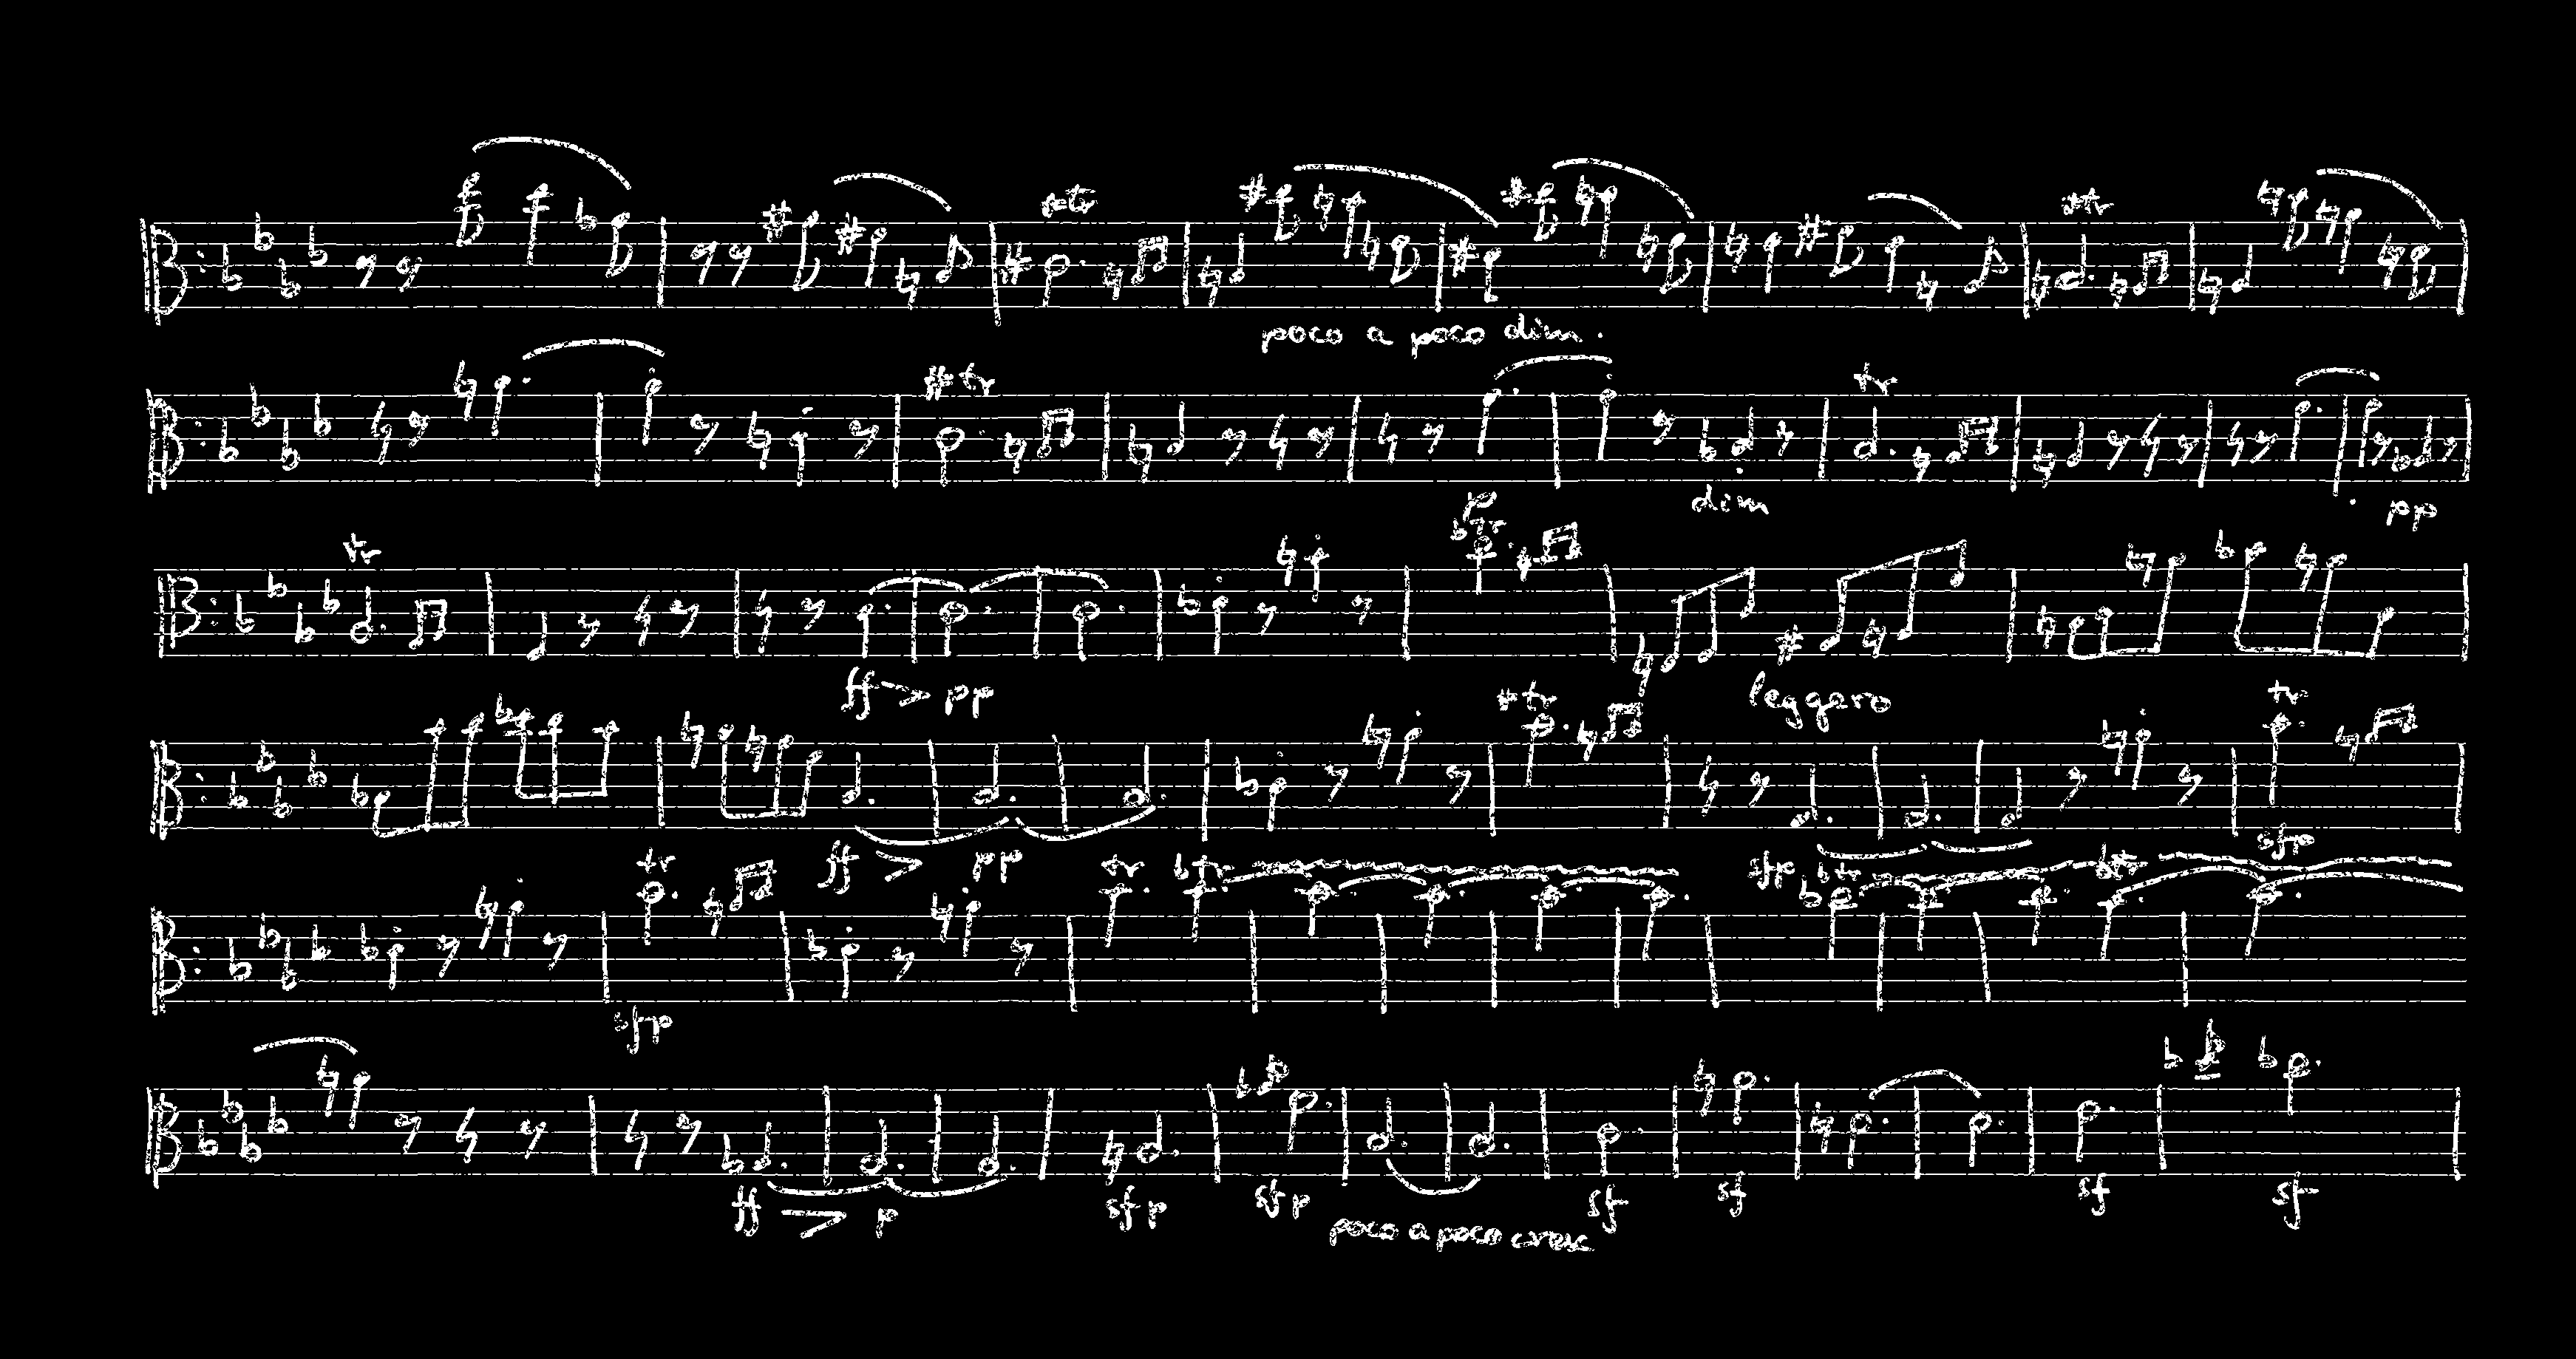 tr
poco a poco dim.
tr
tr
tr
dim
pp
tr
p
tr
ff pp
leggero
tr
tr
ff pp
sfp
tr
tr
tr
sfp
tr
tr
sfp
ff p
sfp
sfp
poco a poco cresc
sf
sf
sf
sf